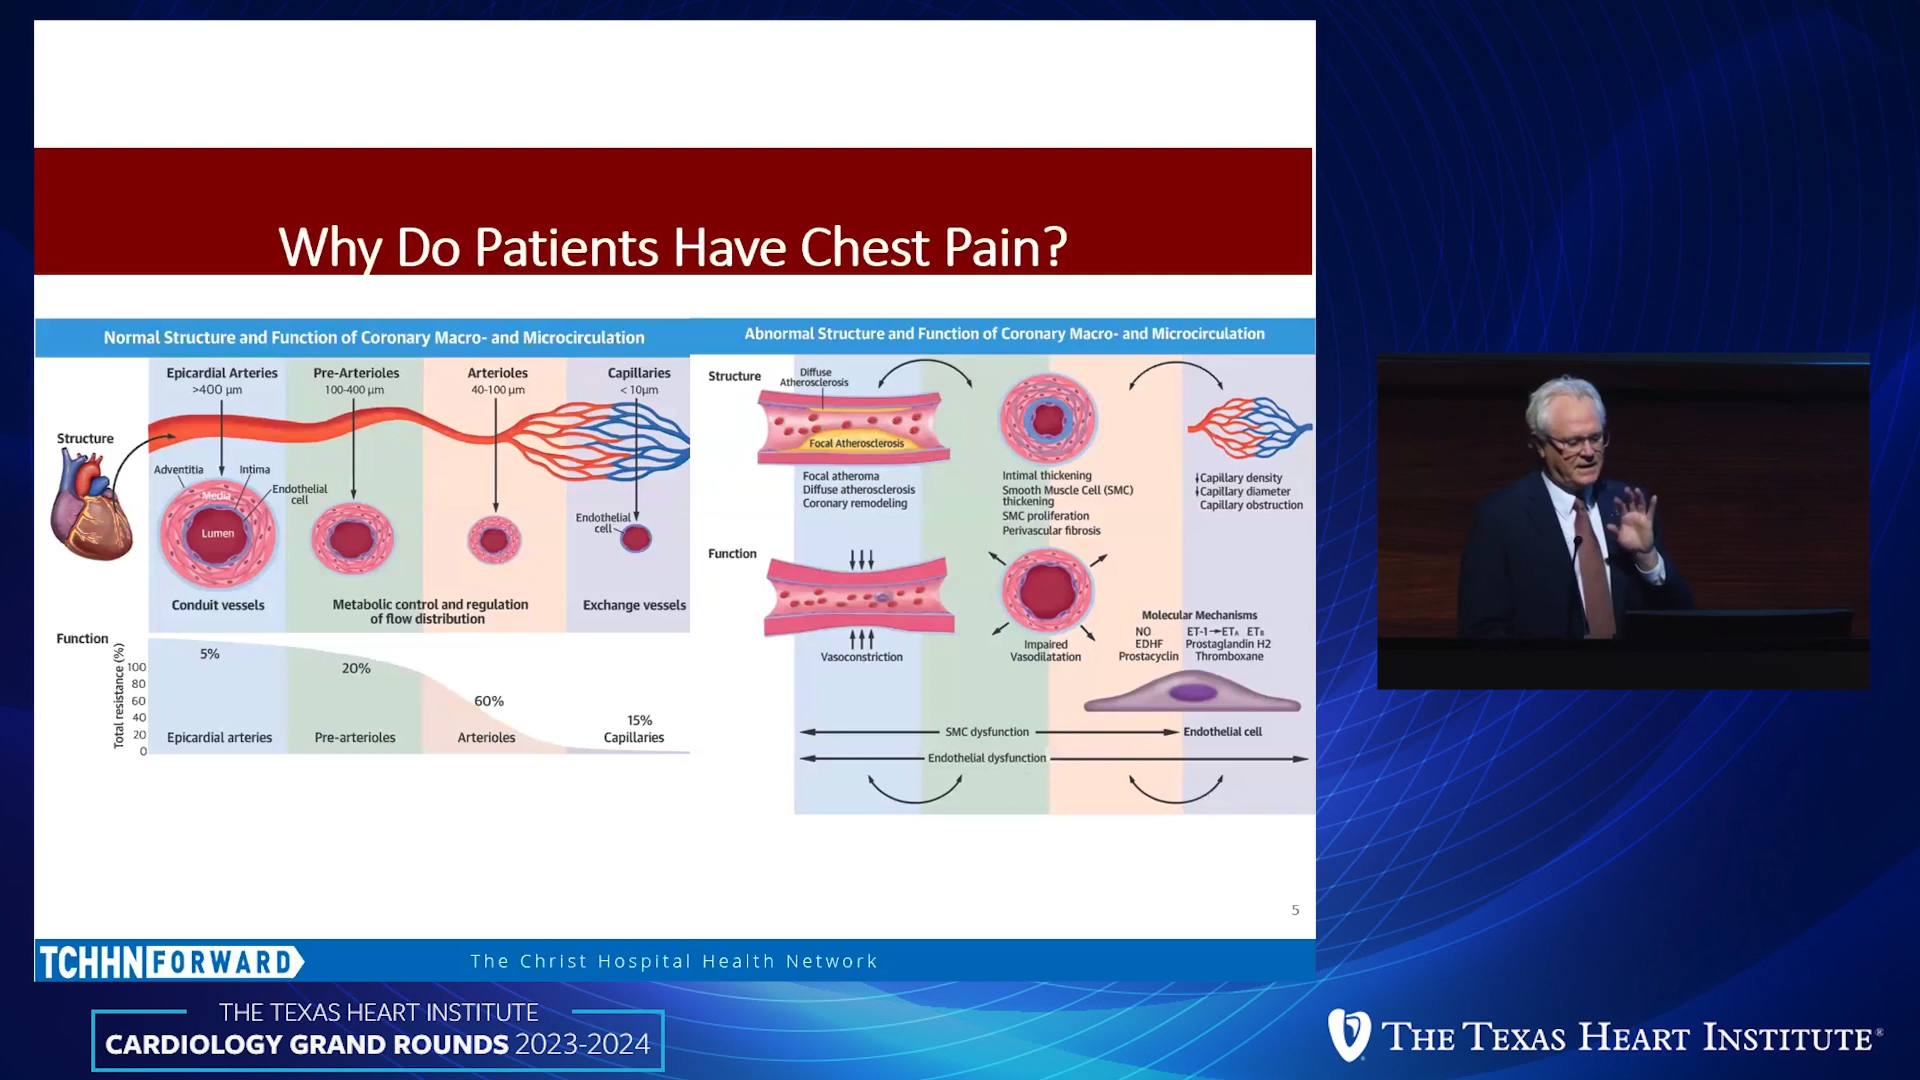 Why Do Patients Have Chest Pain?
Normal Structure and Function of Coronary Macro- and Microcirculation
Epicardial Arteries
>400 μm
Pre-Arterioles
100-400 μm
Arterioles
40-100 μm
Capillaries
< 10μm
Structure
Adventitia
Intima
Media
Endothelial
cell
Lumen
Endothelial
cell
Conduit vessels
Metabolic control and regulation
of flow distribution
Exchange vessels
Function
Total resistance (%)
100
80
60
40
20
0
5%
20%
60%
15%
Epicardial arteries
Pre-arterioles
Arterioles
Capillaries
Abnormal Structure and Function of Coronary Macro- and Microcirculation
Structure
Diffuse
Atherosclerosis
Focal Atherosclerosis
Focal atheroma
Diffuse atherosclerosis
Coronary remodeling
Intimal thickening
Smooth Muscle Cell (SMC)
thickening
SMC proliferation
Perivascular fibrosis
Capillary density
Capillary diameter
Capillary obstruction
Function
Vasoconstriction
Impaired
Vasodilatation
Molecular Mechanisms
NO ET-1→ETA ETB
EDHF Prostaglandin H2
Prostacyclin Thromboxane
SMC dysfunction
Endothelial cell
Endothelial dysfunction
5
TCHHN FORWARD
The Christ Hospital Health Network
THE TEXAS HEART INSTITUTE
CARDIOLOGY GRAND ROUNDS 2023-2024
THE TEXAS HEART INSTITUTE®